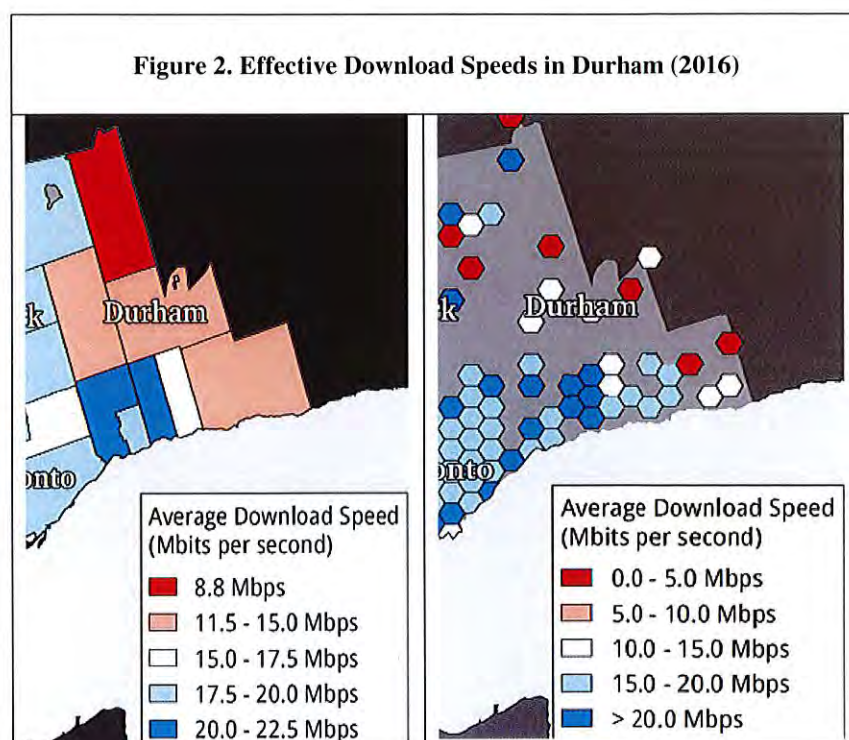 Figure 2. Effective Download Speeds in Durham (2016)
k
Durham
onto
Average Download Speed
(Mbits per second)
8.8 Mbps
11.5 - 15.0 Mbps
15.0 - 17.5 Mbps
17.5 - 20.0 Mbps
20.0 - 22.5 Mbps
k
Durham
onto
Average Download Speed
(Mbits per second)
0.0 - 5.0 Mbps
5.0 - 10.0 Mbps
10.0 - 15.0 Mbps
15.0 - 20.0 Mbps
> 20.0 Mbps